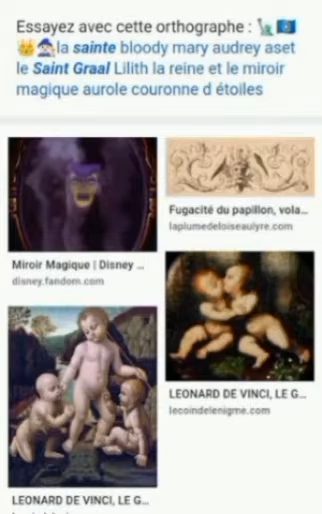 Essayez avec cette orthographe : 🗽🇪🇺
👑🧙la sainte bloody mary audrey aset
le Saint Graal Lilith la reine et le miroir
magique aurole couronne d étoiles
Miroir Magique | Disney ...
disney.fandom.com
Fugacité du papillon, vola...
laplumedeloiseaulyre.com
LEONARD DE VINCI, LE G...
lecoindelenigme.com
LEONARD DE VINCI, LE G...